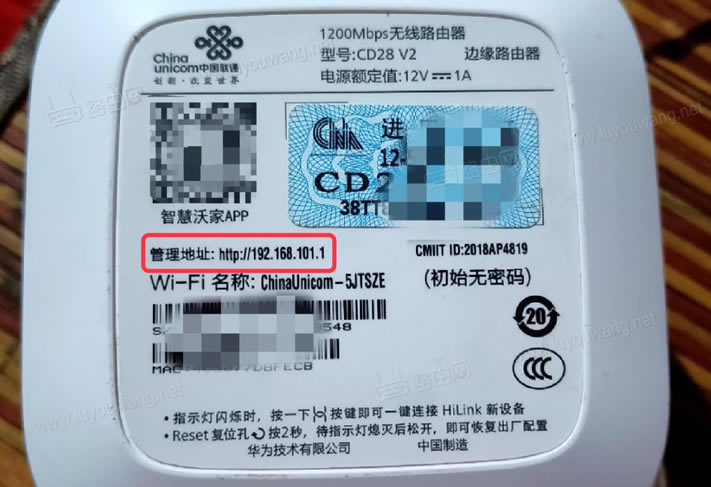 China
unicom中国联通
创新·改变世界
1200Mbps无线路由器
型号:CD28 V2 边缘路由器
电源额定值:12V⎓1A
路由网
www.luyouwang.net
智慧沃家APP
CNIA 进
12-
CD2
38TT8
管理地址: http://192.168.101.1
CMIIT ID:2018AP4819
Wi-Fi 名称: ChinaUnicom-5JTSZE
(初始无密码)
20
CCC
• 指示灯闪烁时，按一下 按键即可一键连接 HiLink 新设备
• Reset 复位孔 按2秒，待指示灯熄灭后松开，即可恢复出厂配置
华为技术有限公司 中国制造